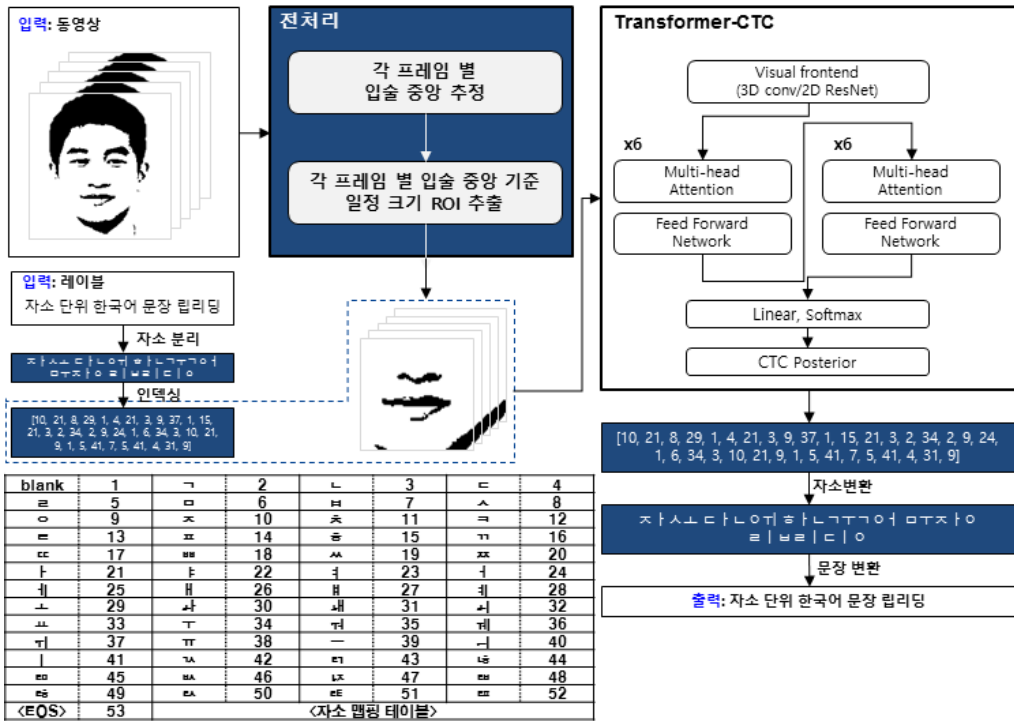 입력: 동영상
전처리
각 프레임 별
입술 중앙 추정
각 프레임 별 입술 중앙 기준
일정 크기 ROI 추출
Transformer-CTC
Visual frontend
(3D conv/2D ResNet)
x6
x6
Multi-head
Attention
Multi-head
Attention
Feed Forward
Network
Feed Forward
Network
Linear, Softmax
CTC Posterior
입력: 레이블
자소 단위 한국어 문장 립리딩
자소 분리
ㅈㅏㅅㅗ ㄷㅏㄴㅇㅟ ㅎㅏㄴㄱㅜㄱㅇㅓ
ㅁㅜㅈㅏㅇ ㄹㅣㅂㄹㅣㄷㅣㅇ
인덱싱
[10, 21, 8, 29, 1, 4, 21, 3, 9, 37, 1, 15,
21, 3, 2, 34, 2, 9, 24, 1, 6, 34, 3, 10, 21,
9, 1, 5, 41, 7, 5, 41, 4, 31, 9]
[10, 21, 8, 29, 1, 4, 21, 3, 9, 37, 1, 15, 21, 3, 2, 34, 2, 9, 24,
1, 6, 34, 3, 10, 21, 9, 1, 5, 41, 7, 5, 41, 4, 31, 9]
자소변환
ㅈㅏㅅㅗ ㄷㅏㄴㅇㅟ ㅎㅏㄴㄱㅜㄱㅇㅓ ㅁㅜㅈㅏㅇ
ㄹㅣㅂㄹㅣㄷㅣㅇ
문장 변환
출력: 자소 단위 한국어 문장 립리딩
blank 1 ㄱ 2 ㄴ 3 ㄷ 4
ㄹ 5 ㅁ 6 ㅂ 7 ㅅ 8
ㅇ 9 ㅈ 10 ㅊ 11 ㅋ 12
ㅌ 13 ㅍ 14 ㅎ 15 ㄲ 16
ㄸ 17 ㅃ 18 ㅆ 19 ㅉ 20
ㅏ 21 ㅑ 22 ㅕ 23 ㅓ 24
ㅔ 25 ㅐ 26 ㅒ 27 ㅖ 28
ㅗ 29 ㅘ 30 ㅙ 31 ㅚ 32
ㅛ 33 ㅜ 34 ㅝ 35 ㅞ 36
ㅟ 37 ㅠ 38 ㅡ 39 ㅢ 40
ㅣ 41 ㄳ 42 ㄺ 43 ㄶ 44
ㄻ 45 ㅄ 46 ㄵ 47 ㄼ 48
ㅀ 49 ㄽ 50 ㄾ 51 ㄿ 52
<EOS> 53 <자소 맵핑 테이블>